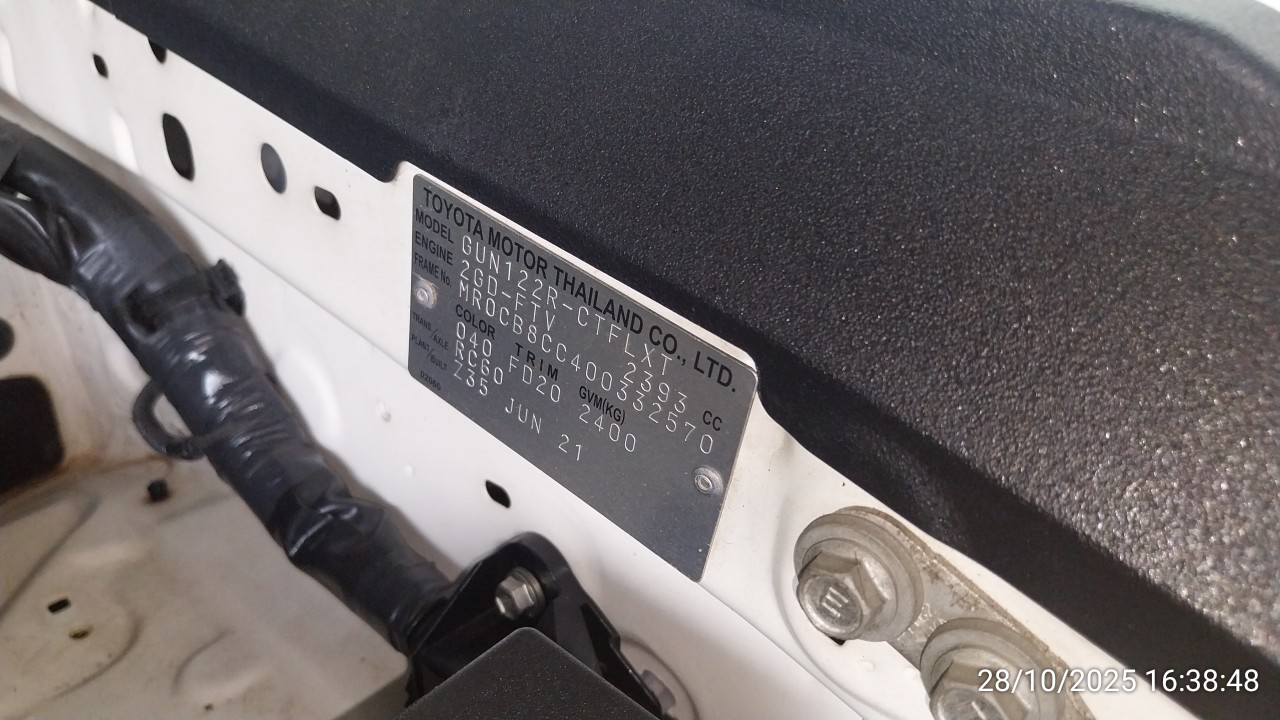 TOYOTA MOTOR THAILAND CO., LTD.
MODEL GUN122R-CTFLXT
ENGINE 2GD-FTV 2393 CC
FRAME No. MR0CB8CC400332570
COLOR TRIM GVM(KG)
040 FD20 2400
TRANS/AXLE RC60
PLANT/BUILT Z35 JUN 21
02060
28/10/2025 16:38:48